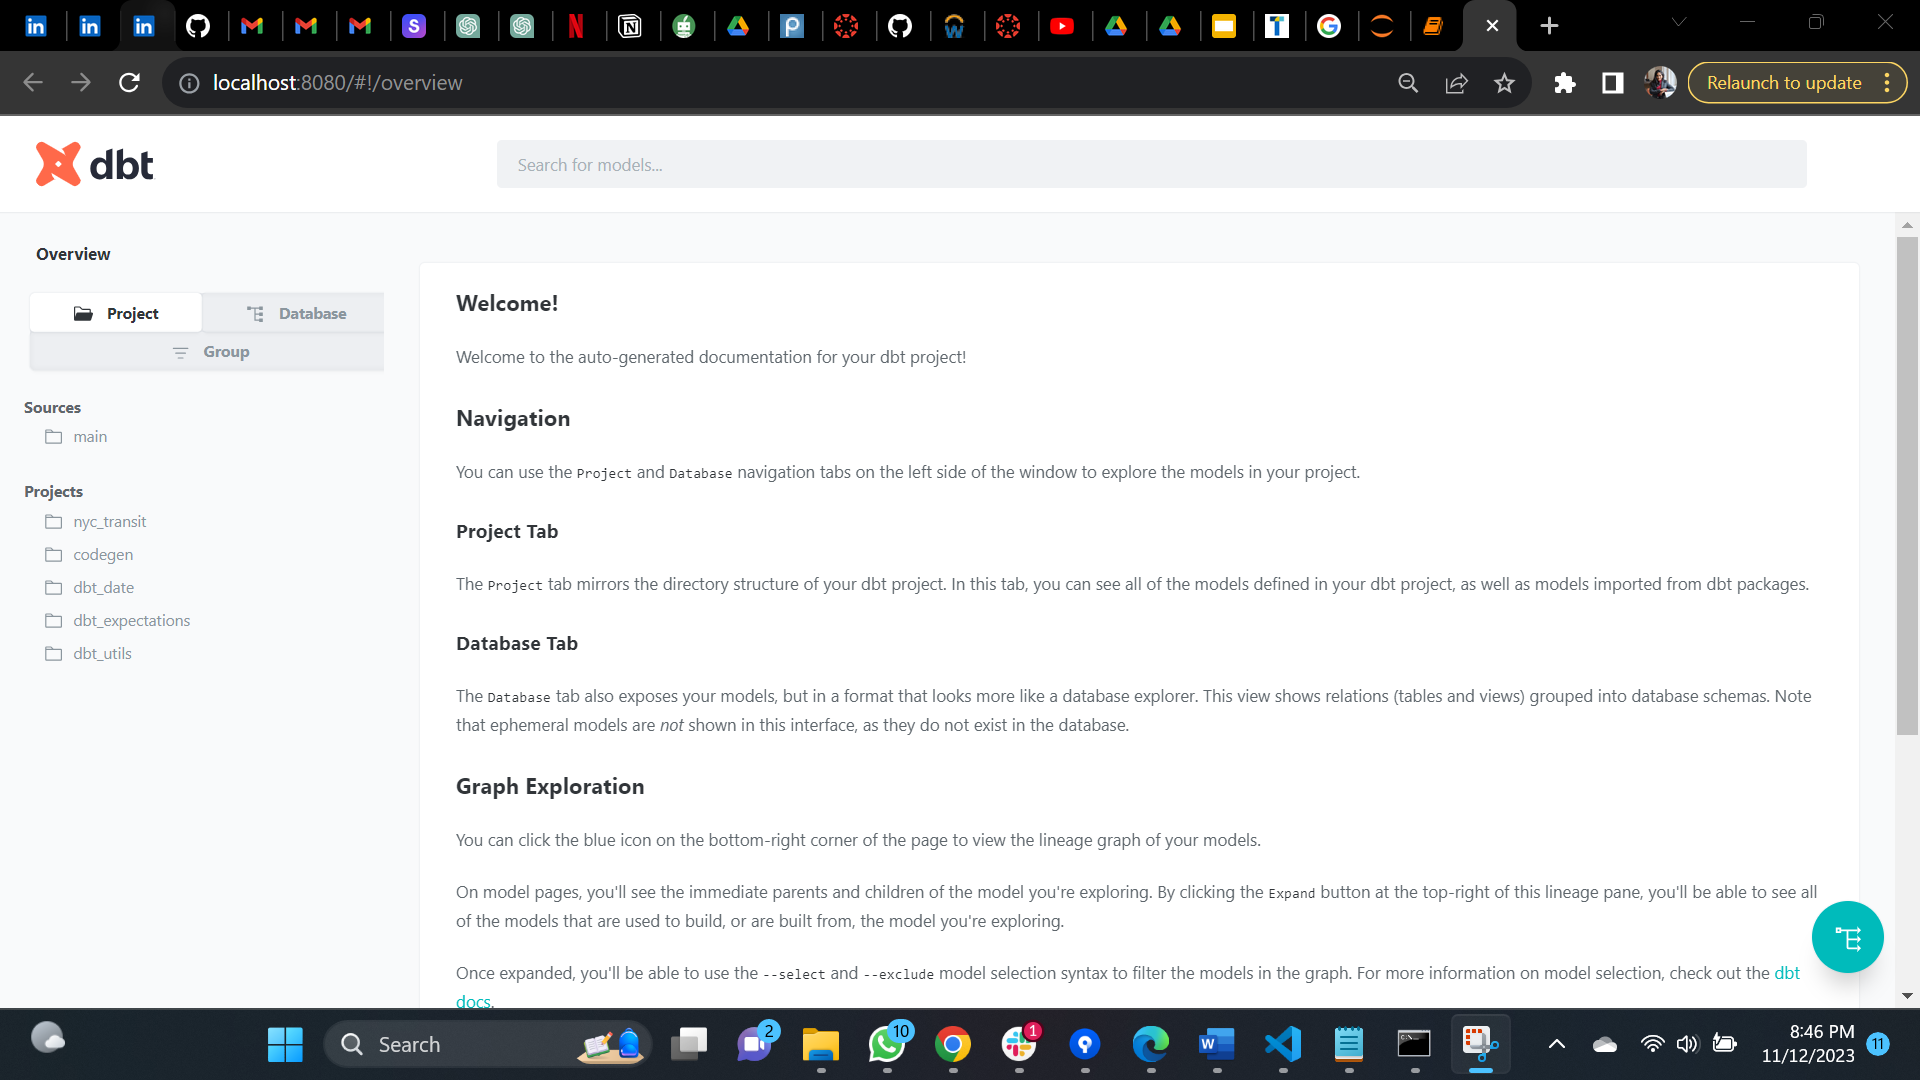 localhost:8080/#!/overview
Relaunch to update
dbt
Search for models...
Overview
Project
Database
Group
Sources
main
Projects
nyc_transit
codegen
dbt_date
dbt_expectations
dbt_utils
Welcome!
Welcome to the auto-generated documentation for your dbt project!
Navigation
You can use the Project and Database navigation tabs on the left side of the window to explore the models in your project.
Project Tab
The Project tab mirrors the directory structure of your dbt project. In this tab, you can see all of the models defined in your dbt project, as well as models imported from dbt packages.
Database Tab
The Database tab also exposes your models, but in a format that looks more like a database explorer. This view shows relations (tables and views) grouped into database schemas. Note
that ephemeral models are not shown in this interface, as they do not exist in the database.
Graph Exploration
You can click the blue icon on the bottom-right corner of the page to view the lineage graph of your models.
On model pages, you'll see the immediate parents and children of the model you're exploring. By clicking the Expand button at the top-right of this lineage pane, you'll be able to see all
of the models that are used to build, or are built from, the model you're exploring.
Once expanded, you'll be able to use the --select and --exclude model selection syntax to filter the models in the graph. For more information on model selection, check out the dbt
docs.
Search
2
10
1
8:46 PM
11/12/2023
11